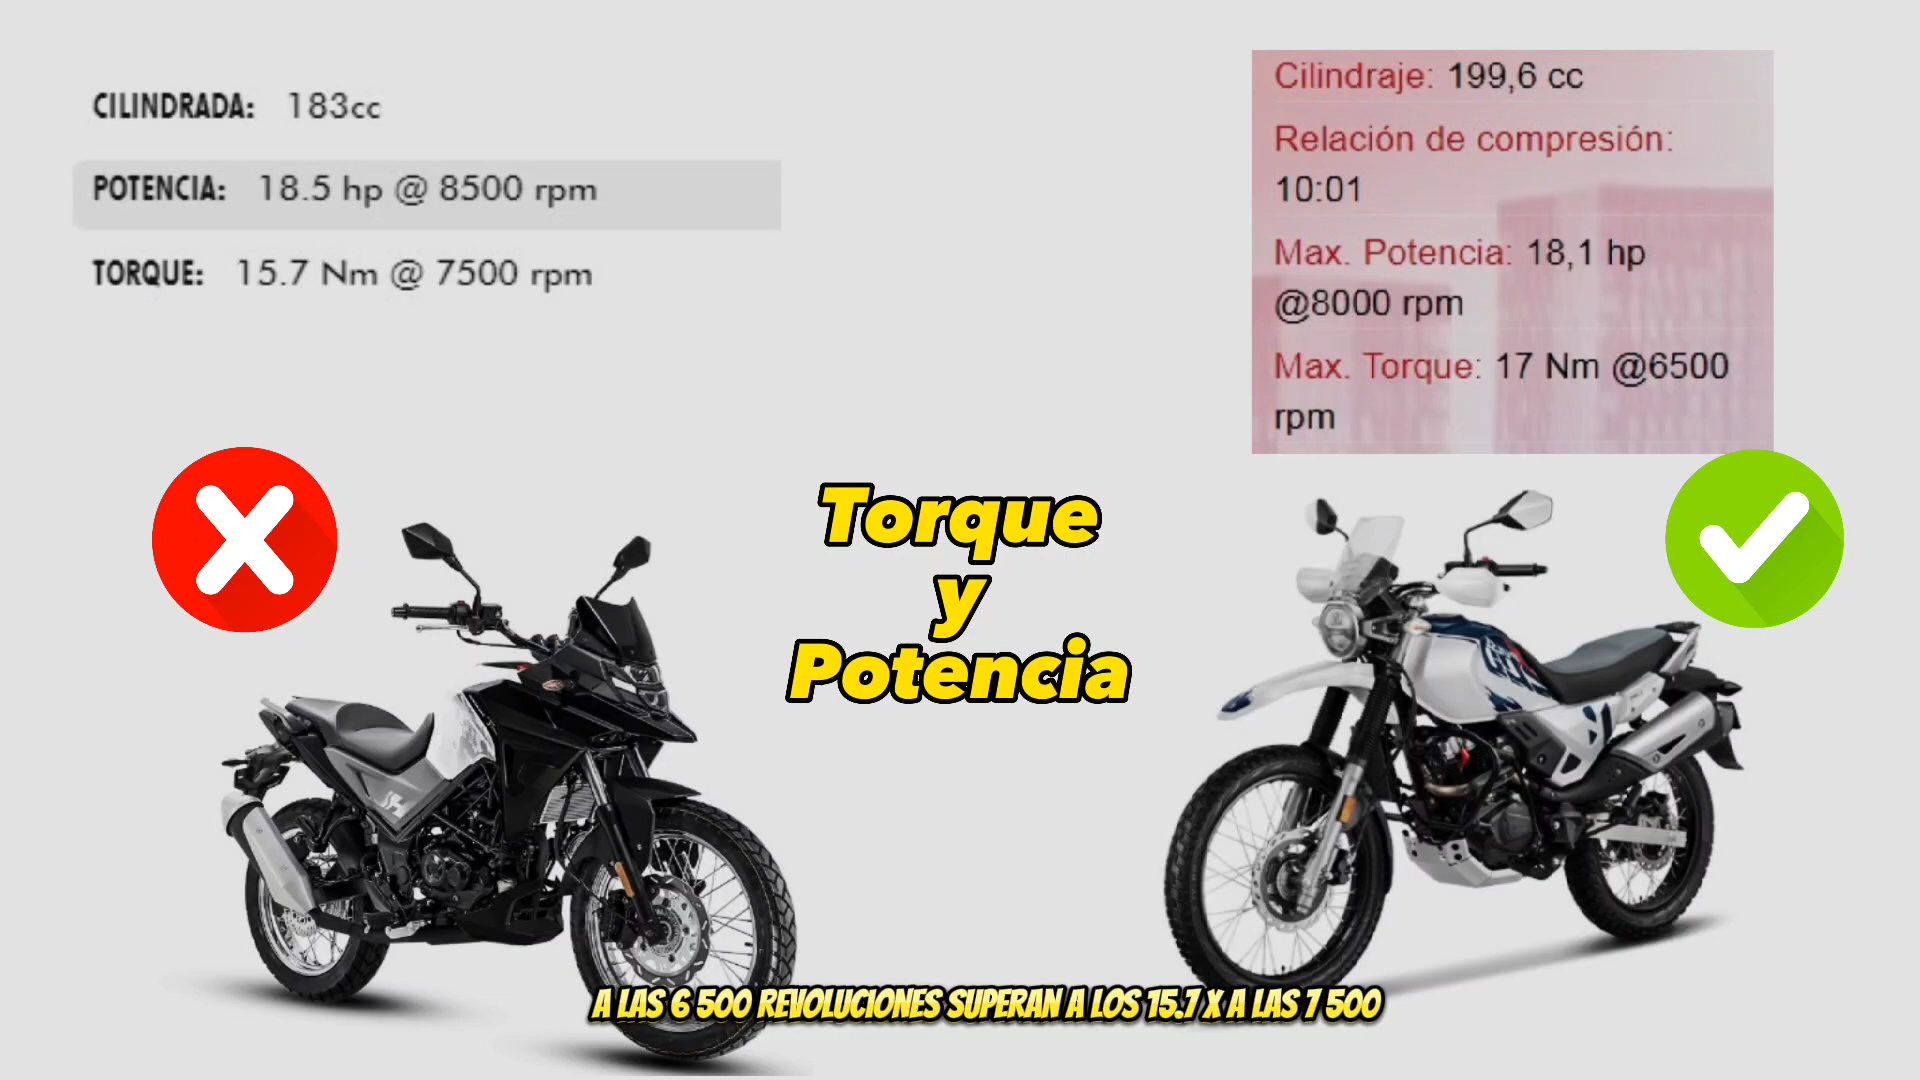 CILINDRADA: 183cc
POTENCIA: 18.5 hp @ 8500 rpm
TORQUE: 15.7 Nm @ 7500 rpm
Cilindraje: 199,6 cc
Relación de compresión:
10:01
Max. Potencia: 18,1 hp
@8000 rpm
Max. Torque: 17 Nm @6500
rpm
Torque
y
Potencia
A LAS 6 500 REVOLUCIONES SUPERAN A LOS 15.7 X A LAS 7 500